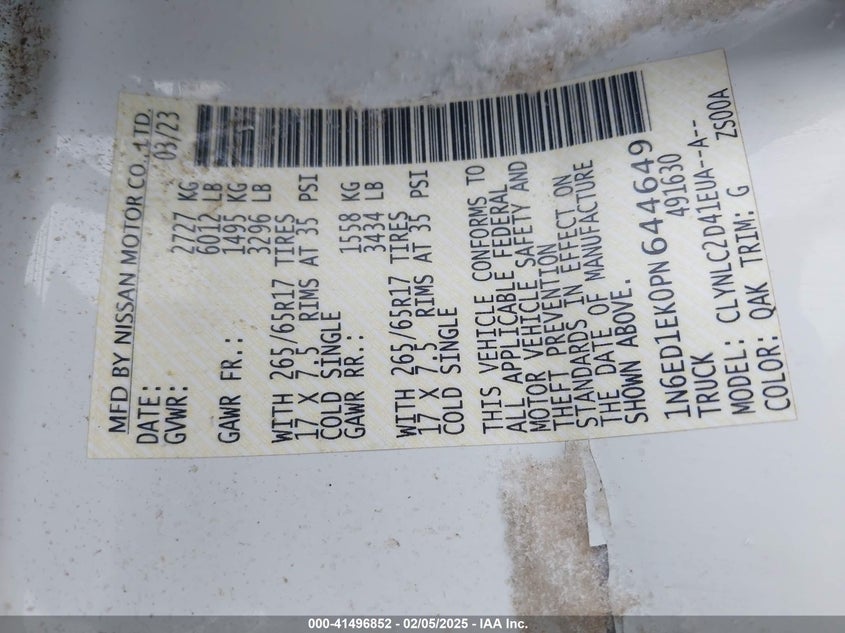 MFD BY NISSAN MOTOR CO.,LTD.
DATE: 03/23
GVWR: 2727 KG
6012 LB
GAWR FR.: 1495 KG
3296 LB
WITH 265/65R17 TIRES
17 X 7.5 RIMS AT 35 PSI
COLD SINGLE
GAWR RR.: 1558 KG
3434 LB
WITH 265/65R17 TIRES
17 X 7.5 RIMS AT 35 PSI
COLD SINGLE
THIS VEHICLE CONFORMS TO
ALL APPLICABLE FEDERAL
MOTOR VEHICLE SAFETY AND
THEFT PREVENTION
STANDARDS IN EFFECT ON
THE DATE OF MANUFACTURE
SHOWN ABOVE.
1N6ED1EK0PN644649
TRUCK 491630
MODEL: CLYNLC2D41EUA--A--
COLOR: QAK TRIM: G ZS00A
000-41496852 - 02/05/2025 - IAA Inc.